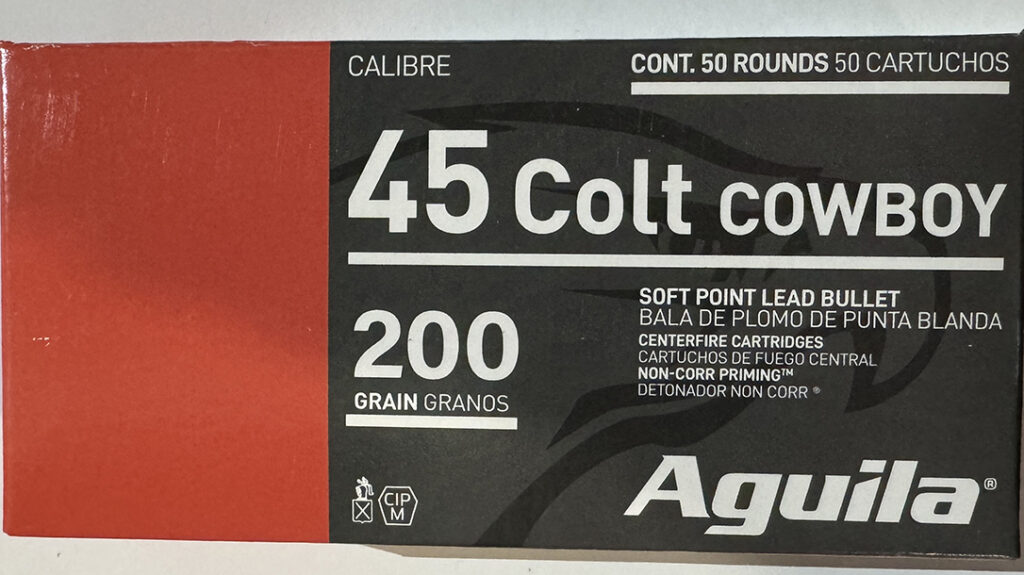 CALIBRE
CONT. 50 ROUNDS 50 CARTUCHOS
45 Colt COWBOY
200
GRAIN GRANOS
SOFT POINT LEAD BULLET
BALA DE PLOMO DE PUNTA BLANDA
CENTERFIRE CARTRIDGES
CARTUCHOS DE FUEGO CENTRAL
NON-CORR PRIMING™
DETONADOR NON CORR ®
CIP
M
Aguila®